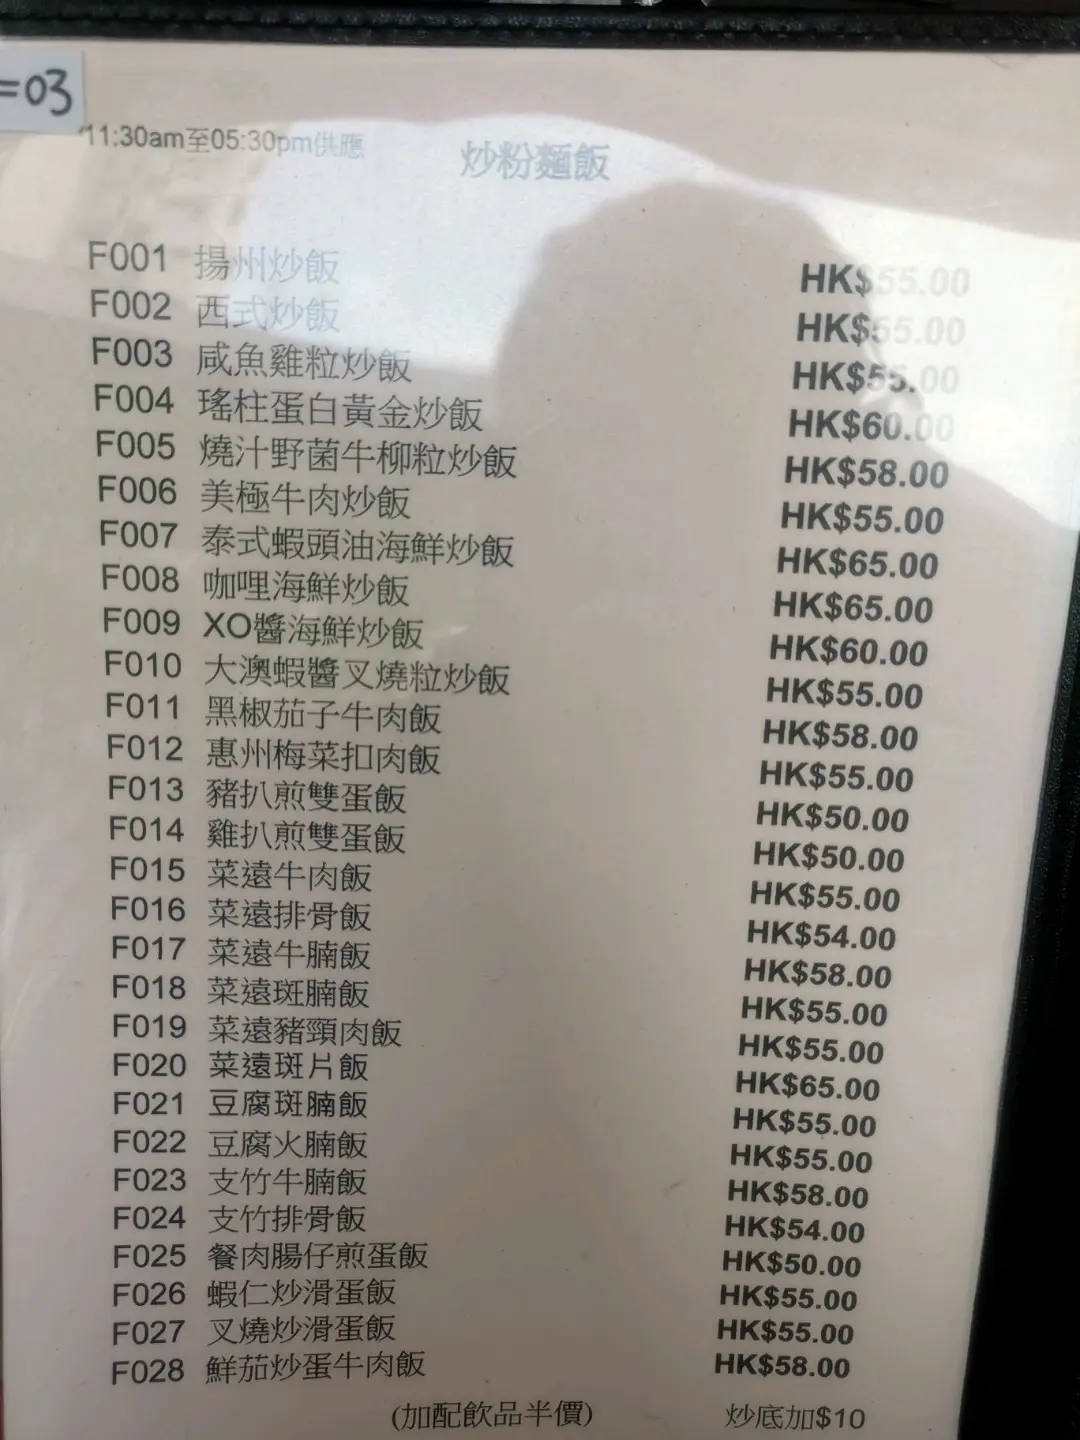 =03
11:30am至05:30pm供應
炒粉麵飯
F001 揚州炒飯 HK$55.00
F002 西式炒飯 HK$55.00
F003 咸魚雞粒炒飯 HK$55.00
F004 瑤柱蛋白黃金炒飯 HK$60.00
F005 燒汁野菌牛柳粒炒飯 HK$58.00
F006 美極牛肉炒飯 HK$55.00
F007 泰式蝦頭油海鮮炒飯 HK$65.00
F008 咖哩海鮮炒飯 HK$65.00
F009 XO醬海鮮炒飯 HK$60.00
F010 大澳蝦醬叉燒粒炒飯 HK$55.00
F011 黑椒茄子牛肉飯 HK$58.00
F012 惠州梅菜扣肉飯 HK$55.00
F013 豬扒煎雙蛋飯 HK$50.00
F014 雞扒煎雙蛋飯 HK$50.00
F015 菜遠牛肉飯 HK$55.00
F016 菜遠排骨飯 HK$54.00
F017 菜遠牛腩飯 HK$58.00
F018 菜遠斑腩飯 HK$55.00
F019 菜遠豬頸肉飯 HK$55.00
F020 菜遠斑片飯 HK$65.00
F021 豆腐斑腩飯 HK$55.00
F022 豆腐火腩飯 HK$55.00
F023 支竹牛腩飯 HK$58.00
F024 支竹排骨飯 HK$54.00
F025 餐肉腸仔煎蛋飯 HK$50.00
F026 蝦仁炒滑蛋飯 HK$55.00
F027 叉燒炒滑蛋飯 HK$55.00
F028 鮮茄炒蛋牛肉飯 HK$58.00
(加配飲品半價) 炒底加$10